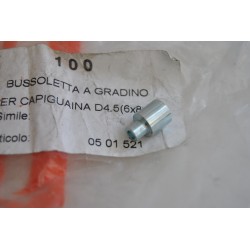 100
BUSSOLETTA A GRADINO
ER CAPIGUAINA D4.5(6x8
Simile:
ticolo.
05 01 521